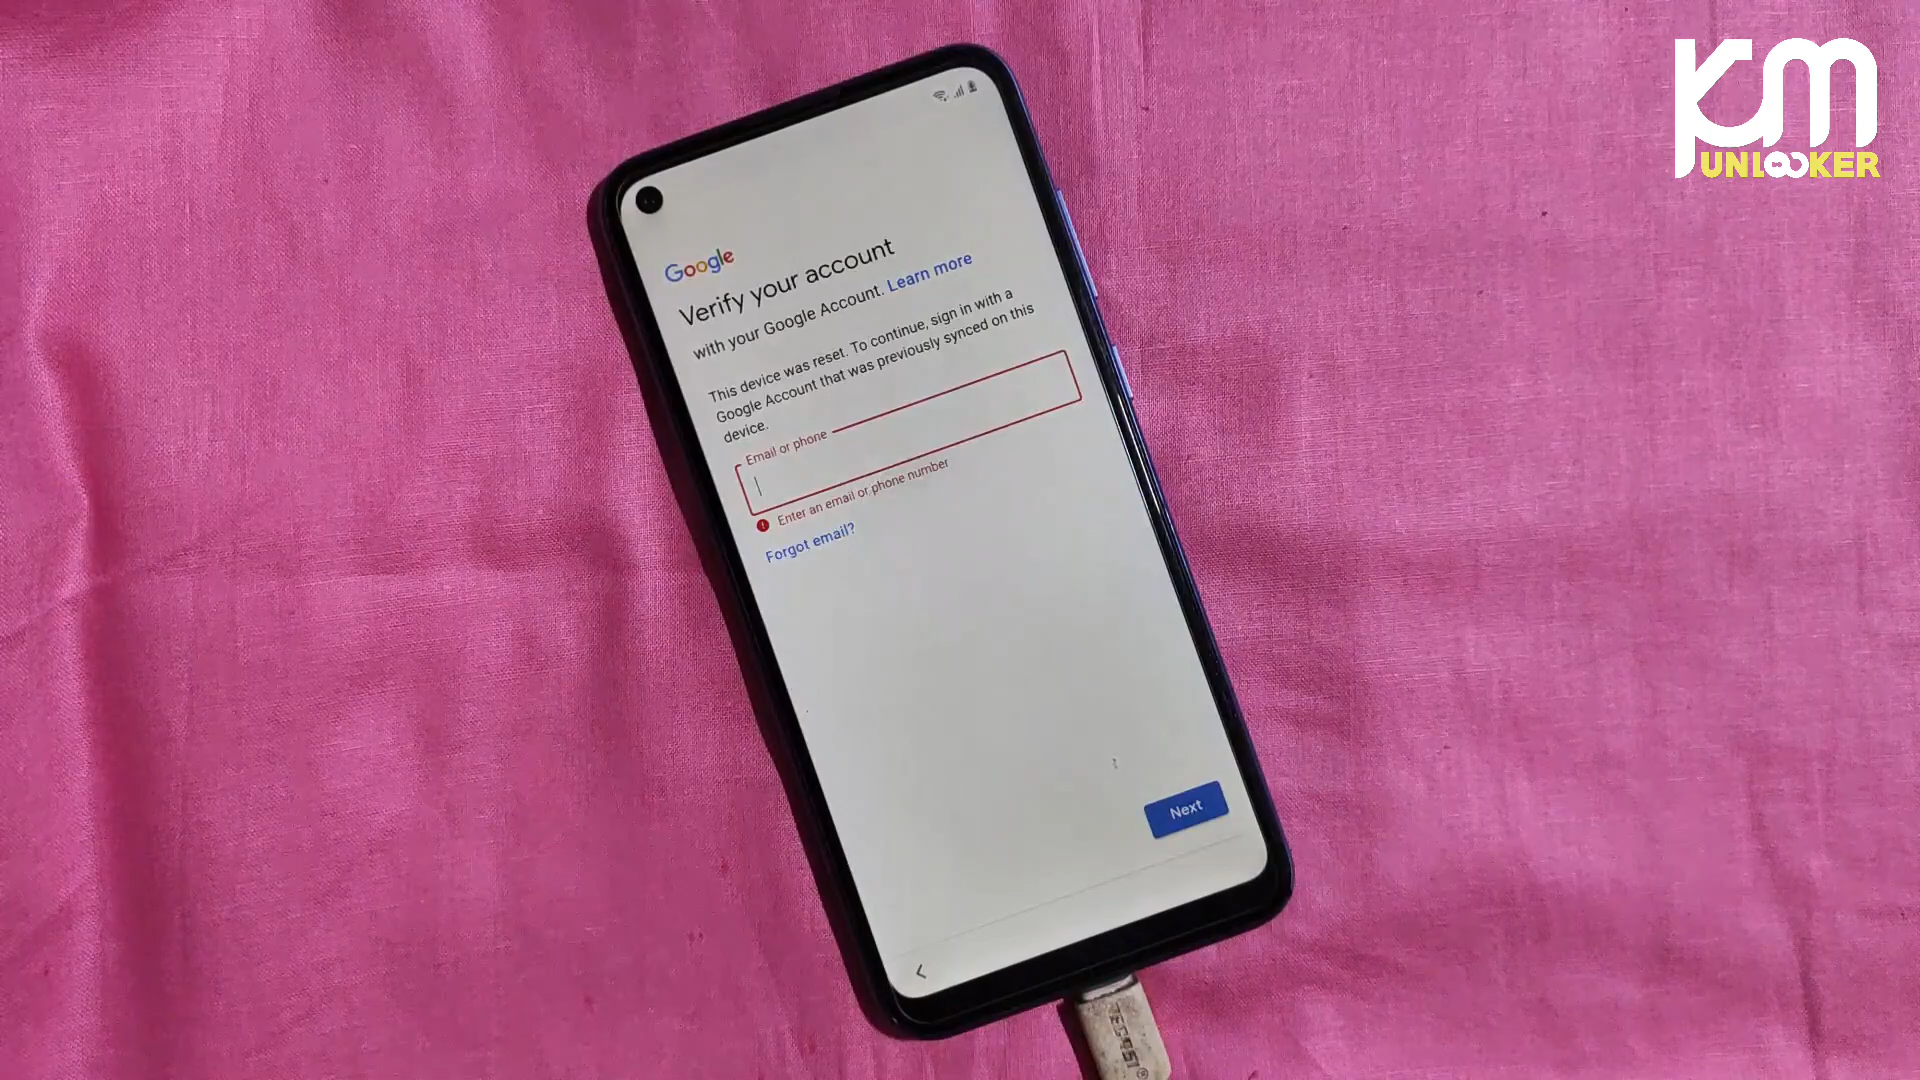 KM
UNLOOKER
Google
Verify your account
with your Google Account. Learn more
This device was reset. To continue, sign in with a
Google Account that was previously synced on this
device.
Email or phone
Enter an email or phone number
Forgot email?
Next